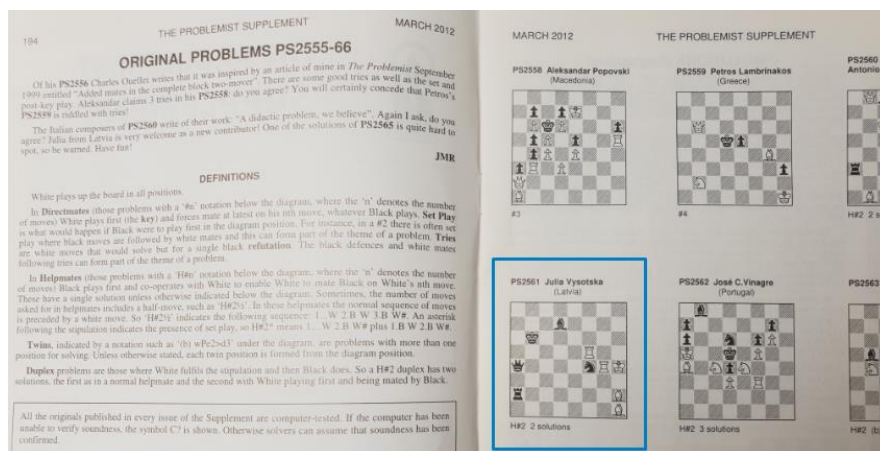 194
THE PROBLEMIST SUPPLEMENT
MARCH 2012
ORIGINAL PROBLEMS PS2555-66
Of his PS2556 Charles Ouellet writes that it was inspired by an article of mine in The Problemist September
1999 entitled "Added mates in the complete block two-mover". There are some good tries as well as the set and
post-key play. Aleksandar claims 3 tries in his PS2558: do you agree? You will certainly concede that Petros's
PS2559 is riddled with tries!
The Italian composers of PS2560 write of their work: "A didactic problem, we believe". Again I ask, do you
agree? Julia from Latvia is very welcome as a new contributor! One of the solutions of PS2565 is quite hard to
spot, so be warned. Have fun!
JMR
DEFINITIONS
White plays up the board in all positions.
In Directmates (those problems with a '#n' notation below the diagram, where the 'n' denotes the number
of moves) White plays first (the key) and forces mate at latest on his nth move, whatever Black plays. Set Play
is what would happen if Black were to play first in the diagram position. For instance, in a #2 there is often set
play where black moves are followed by white mates and this can form part of the theme of a problem. Tries
are white moves that would solve but for a single black refutation. The black defences and white mates
following tries can form part of the theme of a problem.
In Helpmates (those problems with a 'H#n' notation below the diagram, where the 'n' denotes the number
of moves) Black plays first and co-operates with White to enable White to mate Black on White's nth move.
These have a single solution unless otherwise indicated below the diagram. Sometimes, the number of moves
asked for in helpmates includes a half-move, such as 'H#2½'. In these helpmates the normal sequence of moves
is preceded by a white move. So 'H#2½' indicates the following sequence: 1...W 2.B W 3.B W#. An asterisk
following the stipulation indicates the presence of set play, so H#2* means 1...W 2.B W# plus 1.B W 2.B W#.
Twins, indicated by a notation such as '(b) wPe2>d3' under the diagram, are problems with more than one
position for solving. Unless otherwise stated, each twin position is formed from the diagram position.
Duplex problems are those where White fulfils the stipulation and then Black does. So a H#2 duplex has two
solutions, the first as in a normal helpmate and the second with White playing first and being mated by Black.
All the originals published in every issue of the Supplement are computer-tested. If the computer has been
unable to verify soundness, the symbol C? is shown. Otherwise solvers can assume that soundness has been
confirmed.
MARCH 2012
THE PROBLEMIST SUPPLEMENT
PS2558 Aleksandar Popovski
(Macedonia)
#3
PS2559 Petros Lambrinakos
(Greece)
#4
PS2560
Antonio
H#2 2 s
PS2561 Julia Vysotska
(Latvia)
H#2 2 solutions
PS2562 José C.Vinagre
(Portugal)
H#2 3 solutions
PS2563
H#2 (b)